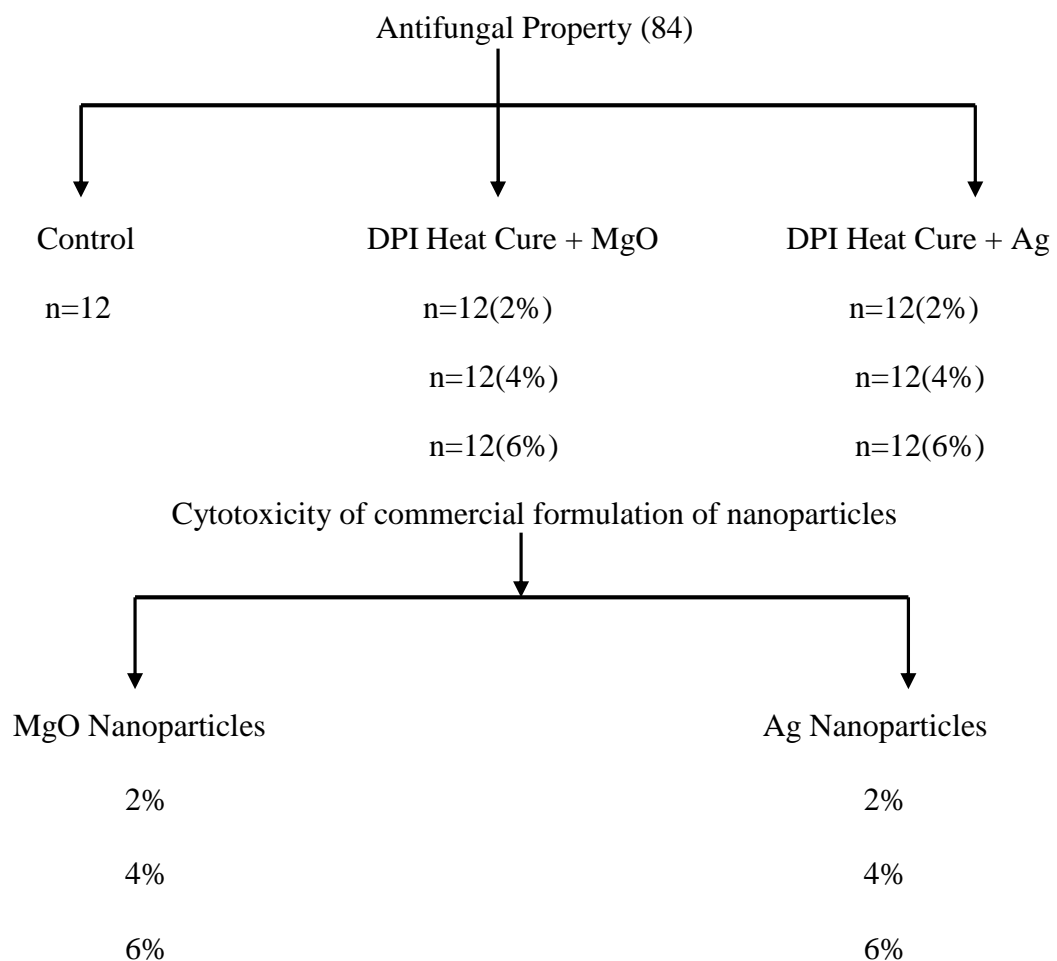 Antifungal Property (84)
Control DPI Heat Cure + MgO DPI Heat Cure + Ag
n=12 n=12(2%) n=12(2%)
n=12(4%) n=12(4%)
n=12(6%) n=12(6%)
Cytotoxicity of commercial formulation of nanoparticles
MgO Nanoparticles Ag Nanoparticles
2% 2%
4% 4%
6% 6%